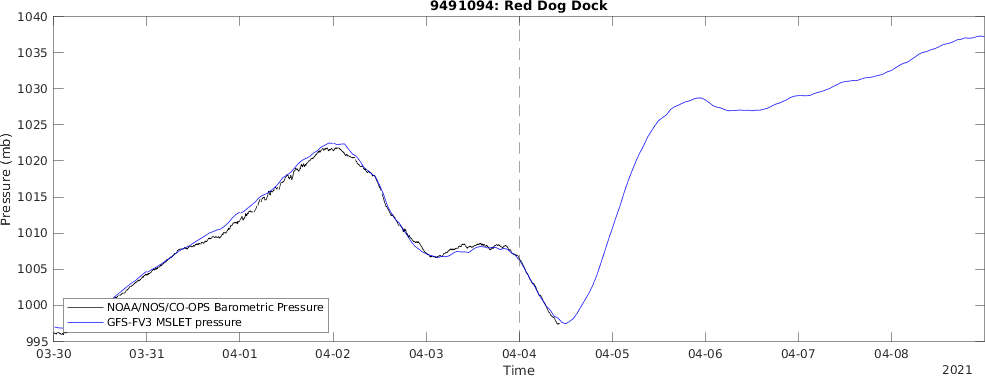 9491094: Red Dog Dock
1040
1035
1030
1025
1020
1015
1010
1005
1000
995
Pressure (mb)
NOAA/NOS/CO-OPS Barometric Pressure
GFS-FV3 MSLET pressure
03-30 03-31 04-01 04-02 04-03 04-04 04-05 04-06 04-07 04-08
Time
2021